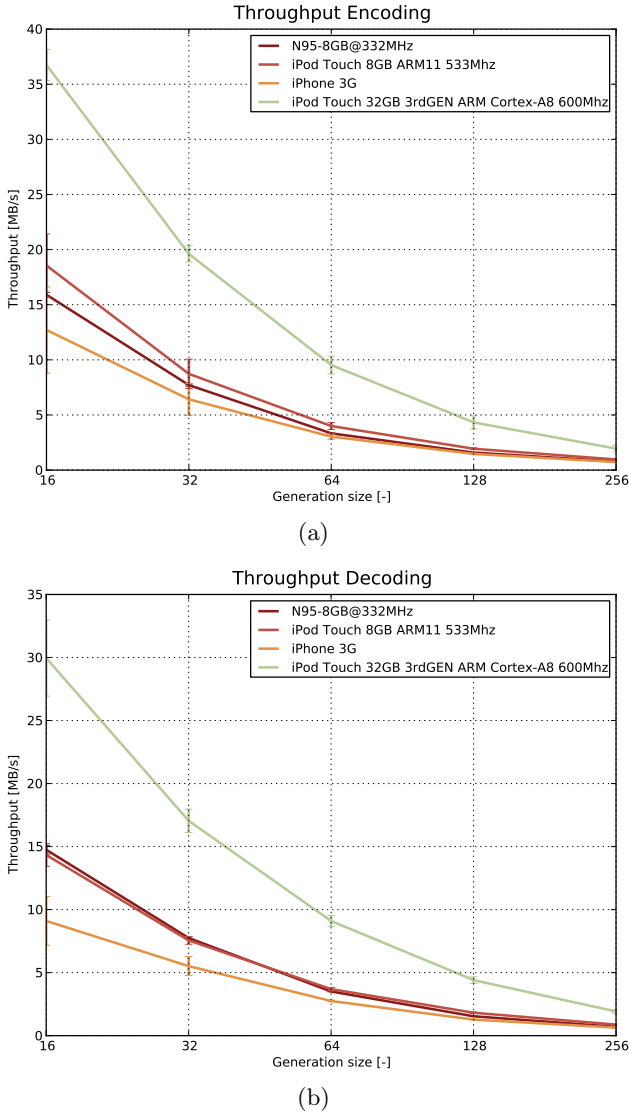 Throughput Encoding
40
35
30
25
20
15
10
5
0
Throughput [MB/s]
N95-8GB@332MHz
iPod Touch 8GB ARM11 533Mhz
iPhone 3G
iPod Touch 32GB 3rdGEN ARM Cortex-A8 600Mhz
16 32 64 128 256
Generation size [-]
(a)
Throughput Decoding
35
30
25
20
15
10
5
0
Throughput [MB/s]
N95-8GB@332MHz
iPod Touch 8GB ARM11 533Mhz
iPhone 3G
iPod Touch 32GB 3rdGEN ARM Cortex-A8 600Mhz
16 32 64 128 256
Generation size [-]
(b)